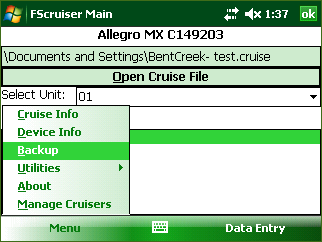 FScruiser Main 1:37 ok
Allegro MX C149203
\Documents and Settings\BentCreek- test.cruise
Open Cruise File
Select Unit: 01
Cruise Info
Device Info
Backup
Utilities
About
Manage Cruisers
Menu Data Entry